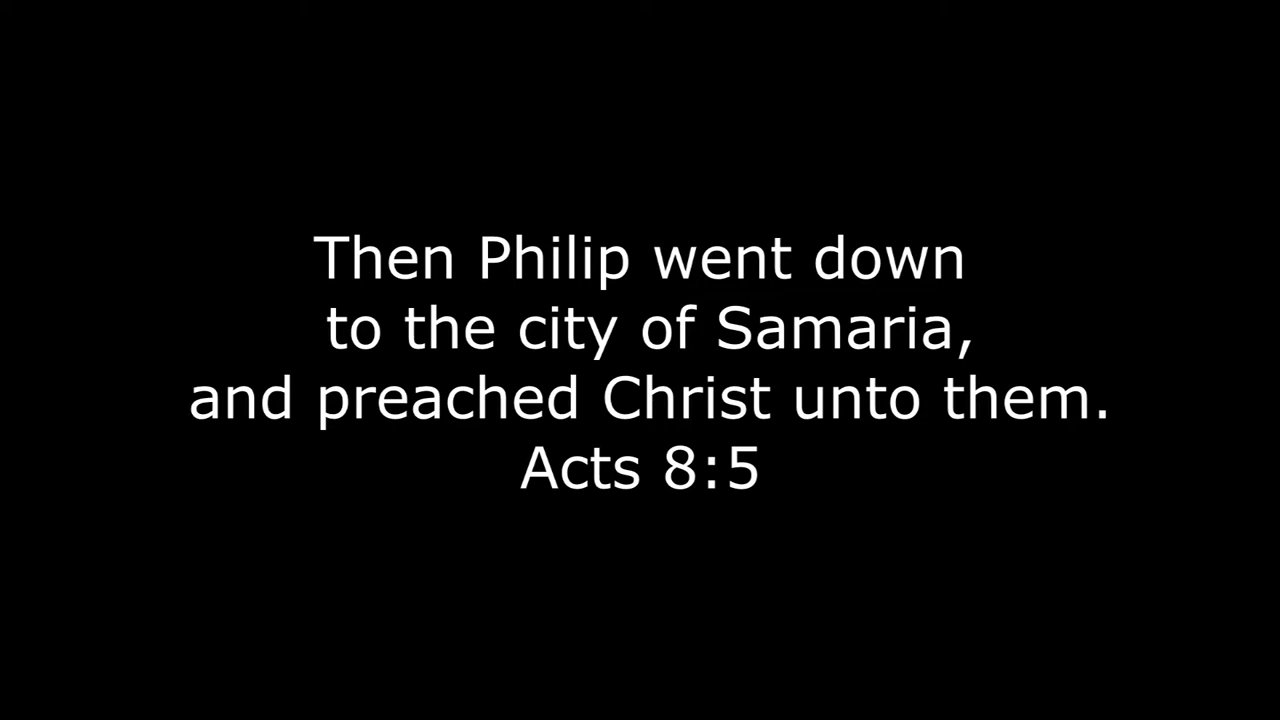 Then Philip went down
to the city of Samaria,
and preached Christ unto them.
Acts 8:5